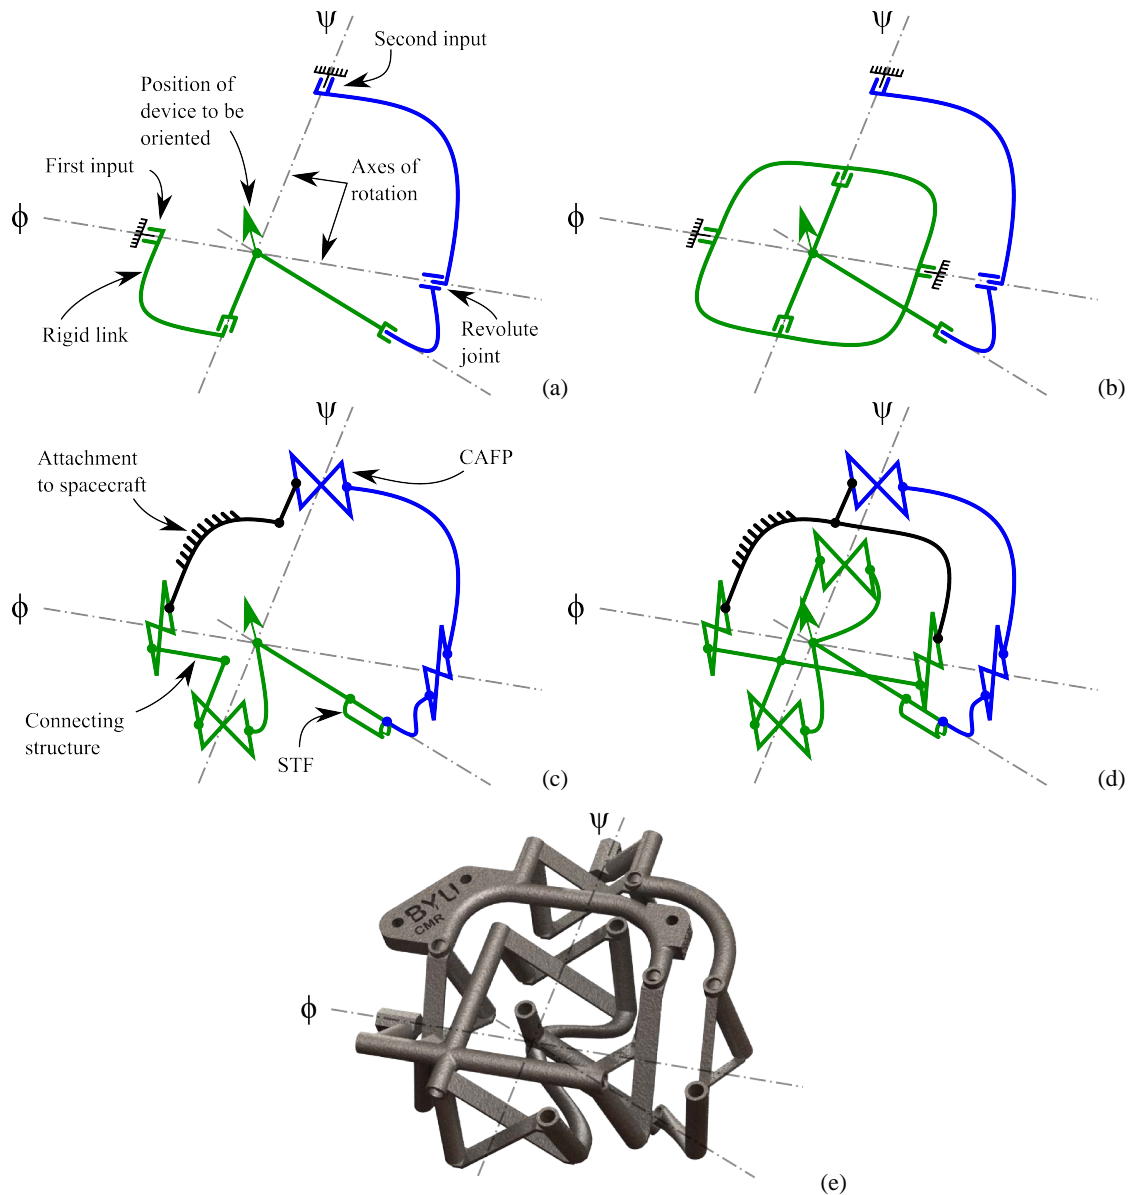 ψ
Second input
Position of
device to be
oriented
First input
Axes of
rotation
ϕ
Rigid link
Revolute
joint
(a)
ψ
ϕ
(b)
ψ
Attachment
to spacecraft
CAFP
ϕ
Connecting
structure
STF
(c)
ψ
ϕ
(d)
ψ
BYU
CMR
ϕ
(e)